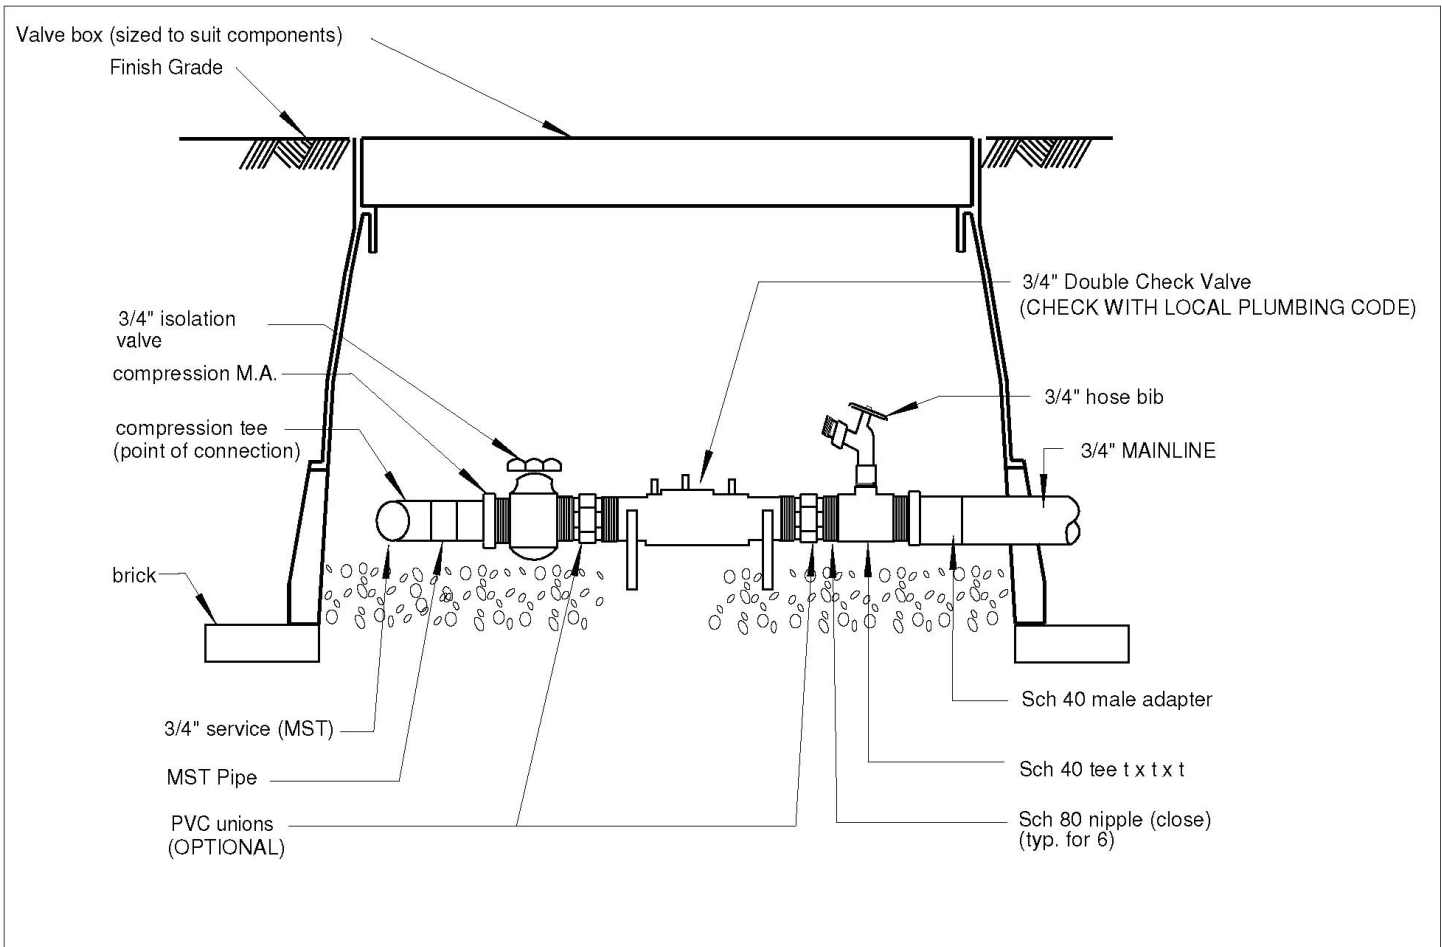 Valve box (sized to suit components)
Finish Grade
3/4" Double Check Valve
(CHECK WITH LOCAL PLUMBING CODE)
3/4" isolation
valve
compression M.A.
3/4" hose bib
compression tee
(point of connection)
3/4" MAINLINE
brick
Sch 40 male adapter
3/4" service (MST)
Sch 40 tee t x t x t
MST Pipe
Sch 80 nipple (close)
(typ. for 6)
PVC unions
(OPTIONAL)